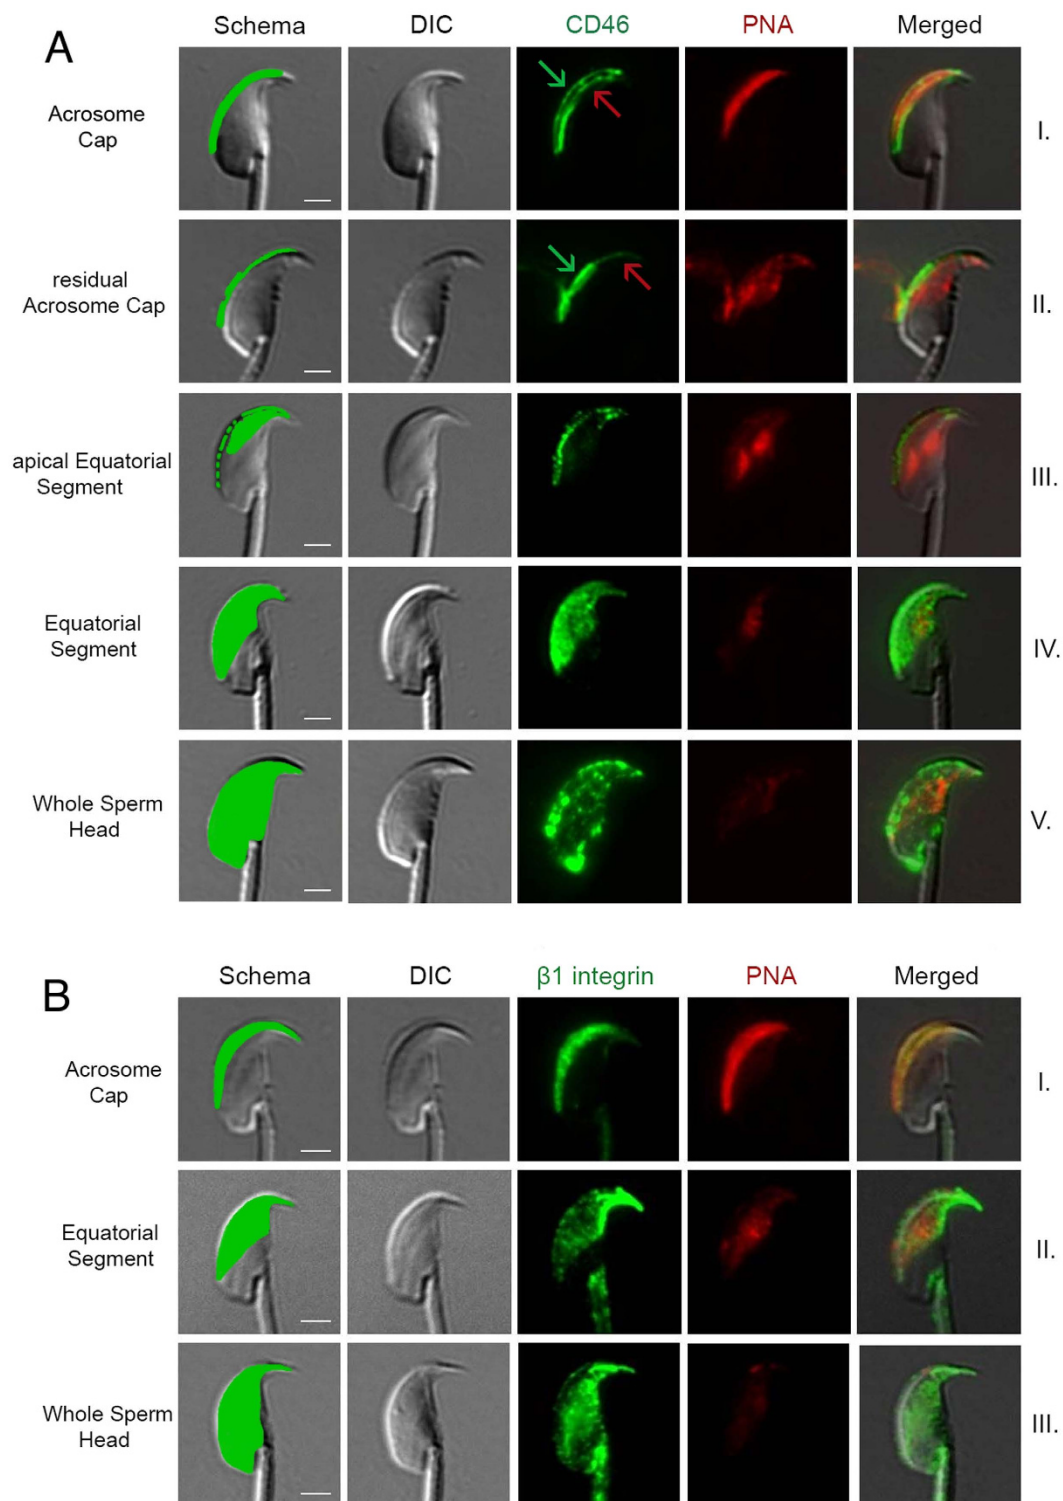 A
Schema DIC CD46 PNA Merged
Acrosome
Cap
I.
residual
Acrosome Cap
II.
apical Equatorial
Segment
III.
Equatorial
Segment
IV.
Whole Sperm
Head
V.
B
Schema DIC β1 integrin PNA Merged
Acrosome
Cap
I.
Equatorial
Segment
II.
Whole Sperm
Head
III.